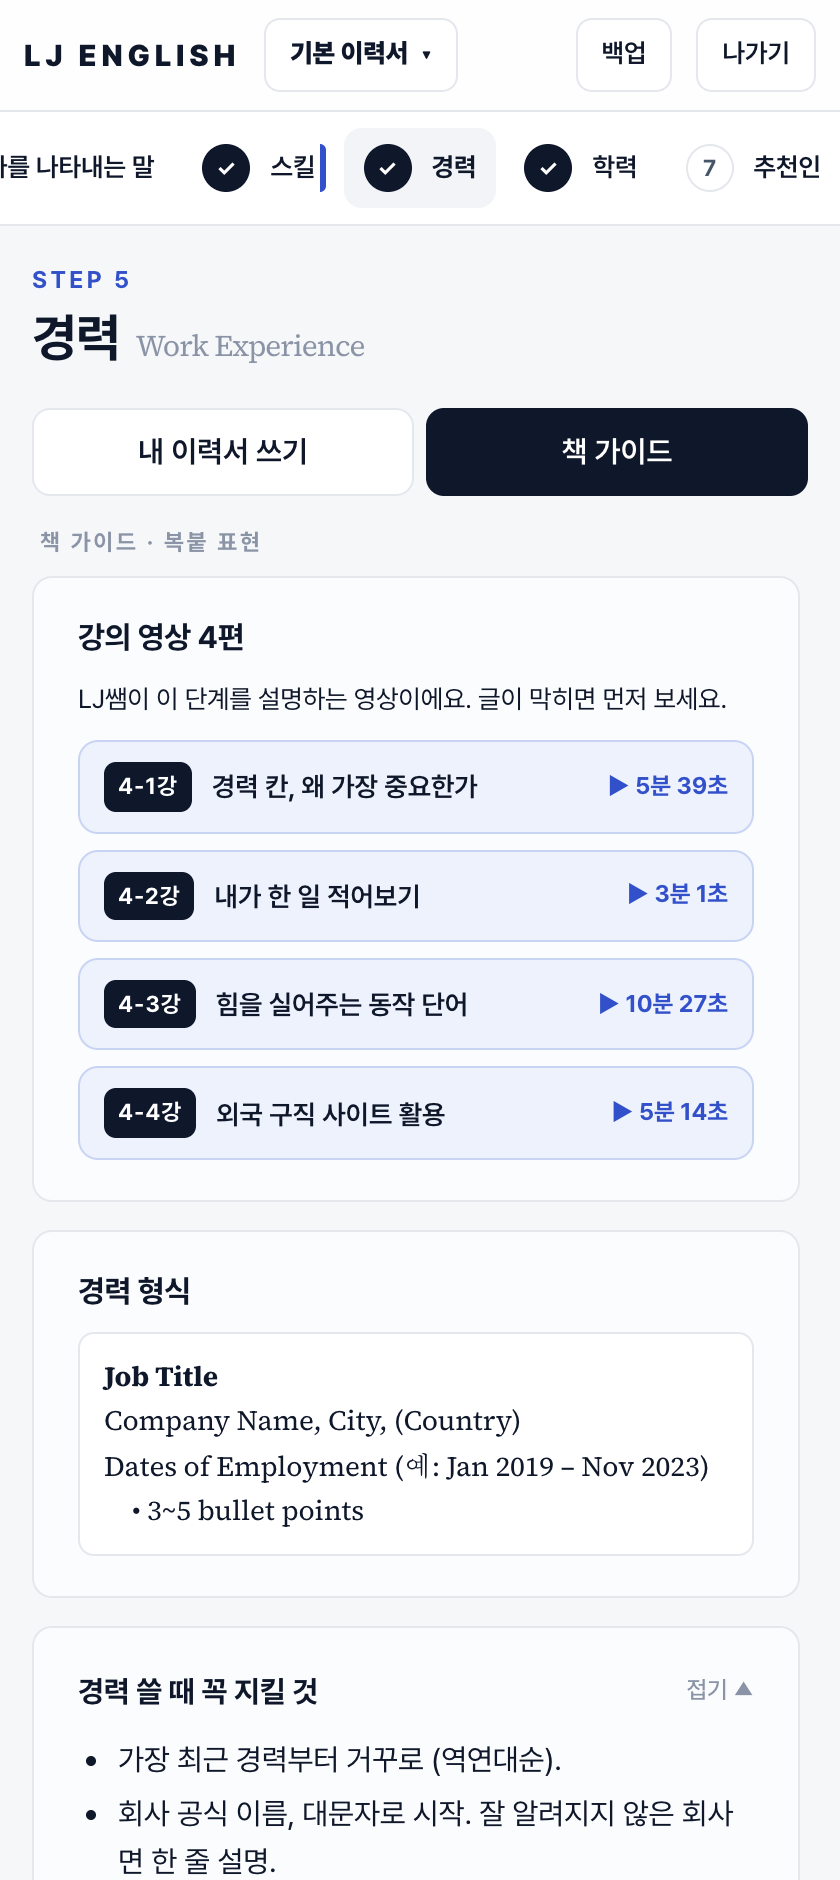 LJ ENGLISH 기본 이력서 ▼ 백업 나가기
를 나타내는 말 스킬 경력 학력 7 추천인
STEP 5
경력 Work Experience
내 이력서 쓰기 책 가이드
책 가이드 · 복붙 표현
강의 영상 4편
LJ쌤이 이 단계를 설명하는 영상이에요. 글이 막히면 먼저 보세요.
4-1강 경력 칸, 왜 가장 중요한가 ▶ 5분 39초
4-2강 내가 한 일 적어보기 ▶ 3분 1초
4-3강 힘을 실어주는 동작 단어 ▶ 10분 27초
4-4강 외국 구직 사이트 활용 ▶ 5분 14초
경력 형식
Job Title
Company Name, City, (Country)
Dates of Employment (예: Jan 2019 – Nov 2023)
• 3~5 bullet points
경력 쓸 때 꼭 지킬 것 접기 ▲
• 가장 최근 경력부터 거꾸로 (역연대순).
• 회사 공식 이름, 대문자로 시작. 잘 알려지지 않은 회사
면 한 줄 설명.